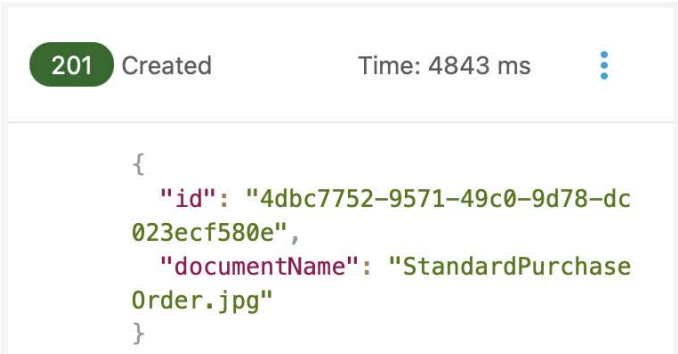 201 Created Time: 4843 ms
{
"id": "4dbc7752-9571-49c0-9d78-dc
023ecf580e",
"documentName": "StandardPurchase
Order.jpg"
}